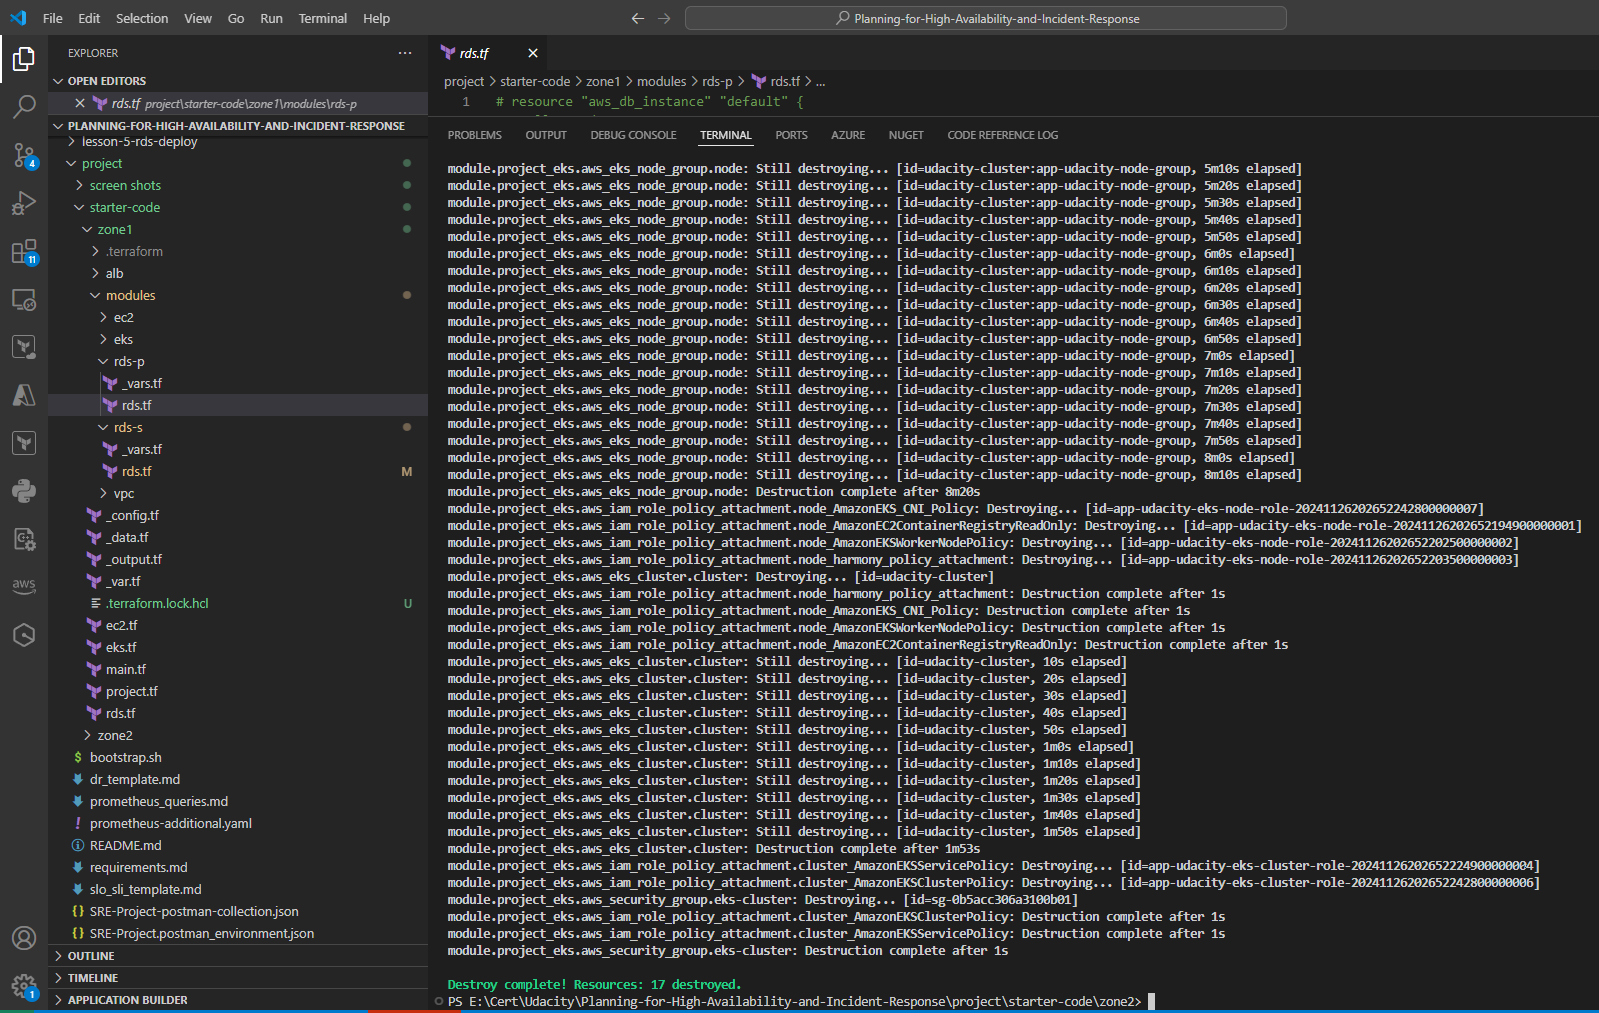 File Edit Selection View Go Run Terminal Help
Planning-for-High-Availability-and-Incident-Response
EXPLORER
OPEN EDITORS
rds.tf project\starter-code\zone1\modules\rds-p
PLANNING-FOR-HIGH-AVAILABILITY-AND-INCIDENT-RESPONSE
lesson-5-rds-deploy
project
screen shots
starter-code
zone1
.terraform
alb
modules
ec2
eks
rds-p
_vars.tf
rds.tf
rds-s
_vars.tf
rds.tf M
vpc
_config.tf
_data.tf
_output.tf
_var.tf
.terraform.lock.hcl U
ec2.tf
eks.tf
main.tf
project.tf
rds.tf
zone2
bootstrap.sh
dr_template.md
prometheus_queries.md
prometheus-additional.yaml
README.md
requirements.md
slo_sli_template.md
SRE-Project-postman-collection.json
SRE-Project.postman_environment.json
OUTLINE
TIMELINE
APPLICATION BUILDER
4
11
aws
1
rds.tf
project > starter-code > zone1 > modules > rds-p > rds.tf > ...
1 # resource "aws_db_instance" "default" {
PROBLEMS OUTPUT DEBUG CONSOLE TERMINAL PORTS AZURE NUGET CODE REFERENCE LOG
module.project_eks.aws_eks_node_group.node: Still destroying... [id=udacity-cluster:app-udacity-node-group, 5m10s elapsed]
module.project_eks.aws_eks_node_group.node: Still destroying... [id=udacity-cluster:app-udacity-node-group, 5m20s elapsed]
module.project_eks.aws_eks_node_group.node: Still destroying... [id=udacity-cluster:app-udacity-node-group, 5m30s elapsed]
module.project_eks.aws_eks_node_group.node: Still destroying... [id=udacity-cluster:app-udacity-node-group, 5m40s elapsed]
module.project_eks.aws_eks_node_group.node: Still destroying... [id=udacity-cluster:app-udacity-node-group, 5m50s elapsed]
module.project_eks.aws_eks_node_group.node: Still destroying... [id=udacity-cluster:app-udacity-node-group, 6m0s elapsed]
module.project_eks.aws_eks_node_group.node: Still destroying... [id=udacity-cluster:app-udacity-node-group, 6m10s elapsed]
module.project_eks.aws_eks_node_group.node: Still destroying... [id=udacity-cluster:app-udacity-node-group, 6m20s elapsed]
module.project_eks.aws_eks_node_group.node: Still destroying... [id=udacity-cluster:app-udacity-node-group, 6m30s elapsed]
module.project_eks.aws_eks_node_group.node: Still destroying... [id=udacity-cluster:app-udacity-node-group, 6m40s elapsed]
module.project_eks.aws_eks_node_group.node: Still destroying... [id=udacity-cluster:app-udacity-node-group, 6m50s elapsed]
module.project_eks.aws_eks_node_group.node: Still destroying... [id=udacity-cluster:app-udacity-node-group, 7m0s elapsed]
module.project_eks.aws_eks_node_group.node: Still destroying... [id=udacity-cluster:app-udacity-node-group, 7m10s elapsed]
module.project_eks.aws_eks_node_group.node: Still destroying... [id=udacity-cluster:app-udacity-node-group, 7m20s elapsed]
module.project_eks.aws_eks_node_group.node: Still destroying... [id=udacity-cluster:app-udacity-node-group, 7m30s elapsed]
module.project_eks.aws_eks_node_group.node: Still destroying... [id=udacity-cluster:app-udacity-node-group, 7m40s elapsed]
module.project_eks.aws_eks_node_group.node: Still destroying... [id=udacity-cluster:app-udacity-node-group, 7m50s elapsed]
module.project_eks.aws_eks_node_group.node: Still destroying... [id=udacity-cluster:app-udacity-node-group, 8m0s elapsed]
module.project_eks.aws_eks_node_group.node: Still destroying... [id=udacity-cluster:app-udacity-node-group, 8m10s elapsed]
module.project_eks.aws_eks_node_group.node: Destruction complete after 8m20s
module.project_eks.aws_iam_role_policy_attachment.node_AmazonEKS_CNI_Policy: Destroying... [id=app-udacity-eks-node-role-20241126202652242800000007]
module.project_eks.aws_iam_role_policy_attachment.node_AmazonEC2ContainerRegistryReadOnly: Destroying... [id=app-udacity-eks-node-role-20241126202652194900000001]
module.project_eks.aws_iam_role_policy_attachment.node_AmazonEKSWorkerNodePolicy: Destroying... [id=app-udacity-eks-node-role-20241126202652202500000002]
module.project_eks.aws_iam_role_policy_attachment.node_harmony_policy_attachment: Destroying... [id=app-udacity-eks-node-role-20241126202652203500000003]
module.project_eks.aws_eks_cluster.cluster: Destroying... [id=udacity-cluster]
module.project_eks.aws_iam_role_policy_attachment.node_harmony_policy_attachment: Destruction complete after 1s
module.project_eks.aws_iam_role_policy_attachment.node_AmazonEKS_CNI_Policy: Destruction complete after 1s
module.project_eks.aws_iam_role_policy_attachment.node_AmazonEKSWorkerNodePolicy: Destruction complete after 1s
module.project_eks.aws_iam_role_policy_attachment.node_AmazonEC2ContainerRegistryReadOnly: Destruction complete after 1s
module.project_eks.aws_eks_cluster.cluster: Still destroying... [id=udacity-cluster, 10s elapsed]
module.project_eks.aws_eks_cluster.cluster: Still destroying... [id=udacity-cluster, 20s elapsed]
module.project_eks.aws_eks_cluster.cluster: Still destroying... [id=udacity-cluster, 30s elapsed]
module.project_eks.aws_eks_cluster.cluster: Still destroying... [id=udacity-cluster, 40s elapsed]
module.project_eks.aws_eks_cluster.cluster: Still destroying... [id=udacity-cluster, 50s elapsed]
module.project_eks.aws_eks_cluster.cluster: Still destroying... [id=udacity-cluster, 1m0s elapsed]
module.project_eks.aws_eks_cluster.cluster: Still destroying... [id=udacity-cluster, 1m10s elapsed]
module.project_eks.aws_eks_cluster.cluster: Still destroying... [id=udacity-cluster, 1m20s elapsed]
module.project_eks.aws_eks_cluster.cluster: Still destroying... [id=udacity-cluster, 1m30s elapsed]
module.project_eks.aws_eks_cluster.cluster: Still destroying... [id=udacity-cluster, 1m40s elapsed]
module.project_eks.aws_eks_cluster.cluster: Still destroying... [id=udacity-cluster, 1m50s elapsed]
module.project_eks.aws_eks_cluster.cluster: Destruction complete after 1m53s
module.project_eks.aws_iam_role_policy_attachment.cluster_AmazonEKSServicePolicy: Destroying... [id=app-udacity-eks-cluster-role-20241126202652224900000004]
module.project_eks.aws_iam_role_policy_attachment.cluster_AmazonEKSClusterPolicy: Destroying... [id=app-udacity-eks-cluster-role-20241126202652242800000006]
module.project_eks.aws_security_group.eks-cluster: Destroying... [id=sg-0b5acc306a3100b01]
module.project_eks.aws_iam_role_policy_attachment.cluster_AmazonEKSClusterPolicy: Destruction complete after 1s
module.project_eks.aws_iam_role_policy_attachment.cluster_AmazonEKSServicePolicy: Destruction complete after 1s
module.project_eks.aws_security_group.eks-cluster: Destruction complete after 1s
Destroy complete! Resources: 17 destroyed.
PS E:\Cert\Udacity\Planning-for-High-Availability-and-Incident-Response\project\starter-code\zone2>